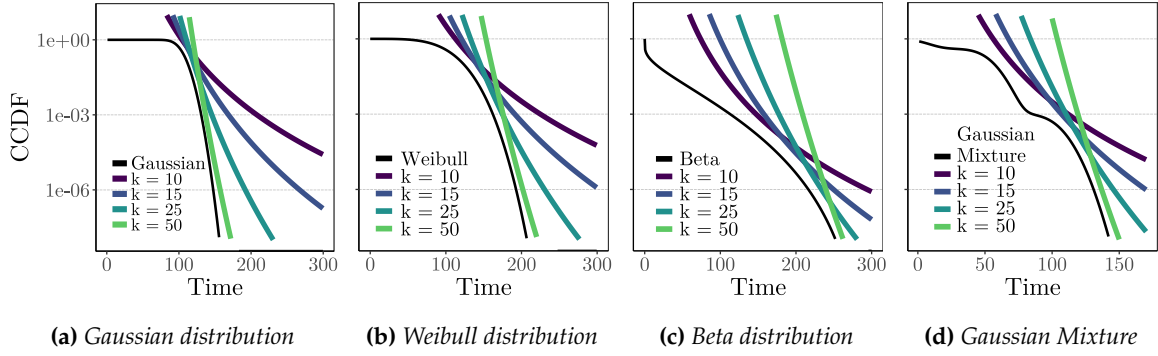 CCDF
1e+00
1e-03
1e-06
Gaussian
k = 10
k = 15
k = 25
k = 50
0 100 200 300
Time
Weibull
k = 10
k = 15
k = 25
k = 50
0 100 200 300
Time
Beta
k = 10
k = 15
k = 25
k = 50
0 100 200 300
Time
Gaussian
Mixture
k = 10
k = 15
k = 25
k = 50
0 50 100 150
Time
(a) Gaussian distribution
(b) Weibull distribution
(c) Beta distribution
(d) Gaussian Mixture